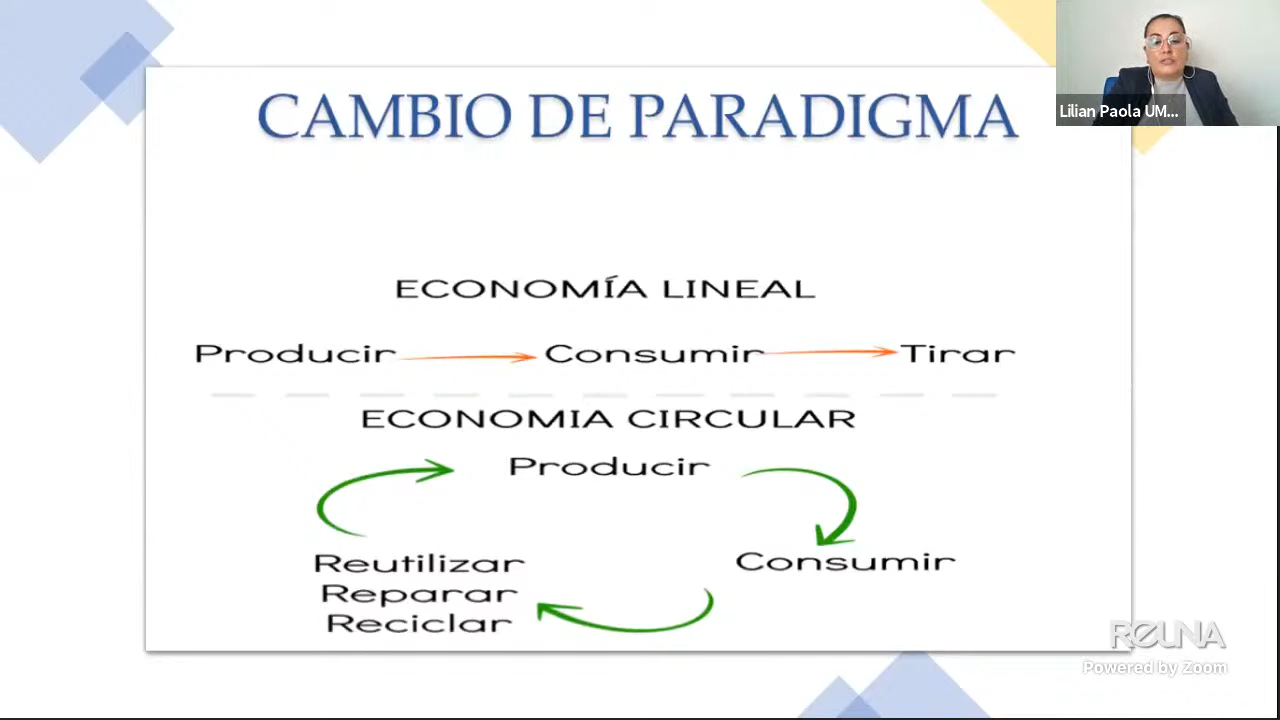 CAMBIO DE PARADIGMA
Lilian Paola UM...
ECONOMÍA LINEAL
Producir Consumir Tirar
ECONOMIA CIRCULAR
Producir
Consumir
Reutilizar
Reparar
Reciclar
REUNA
Powered by Zoom